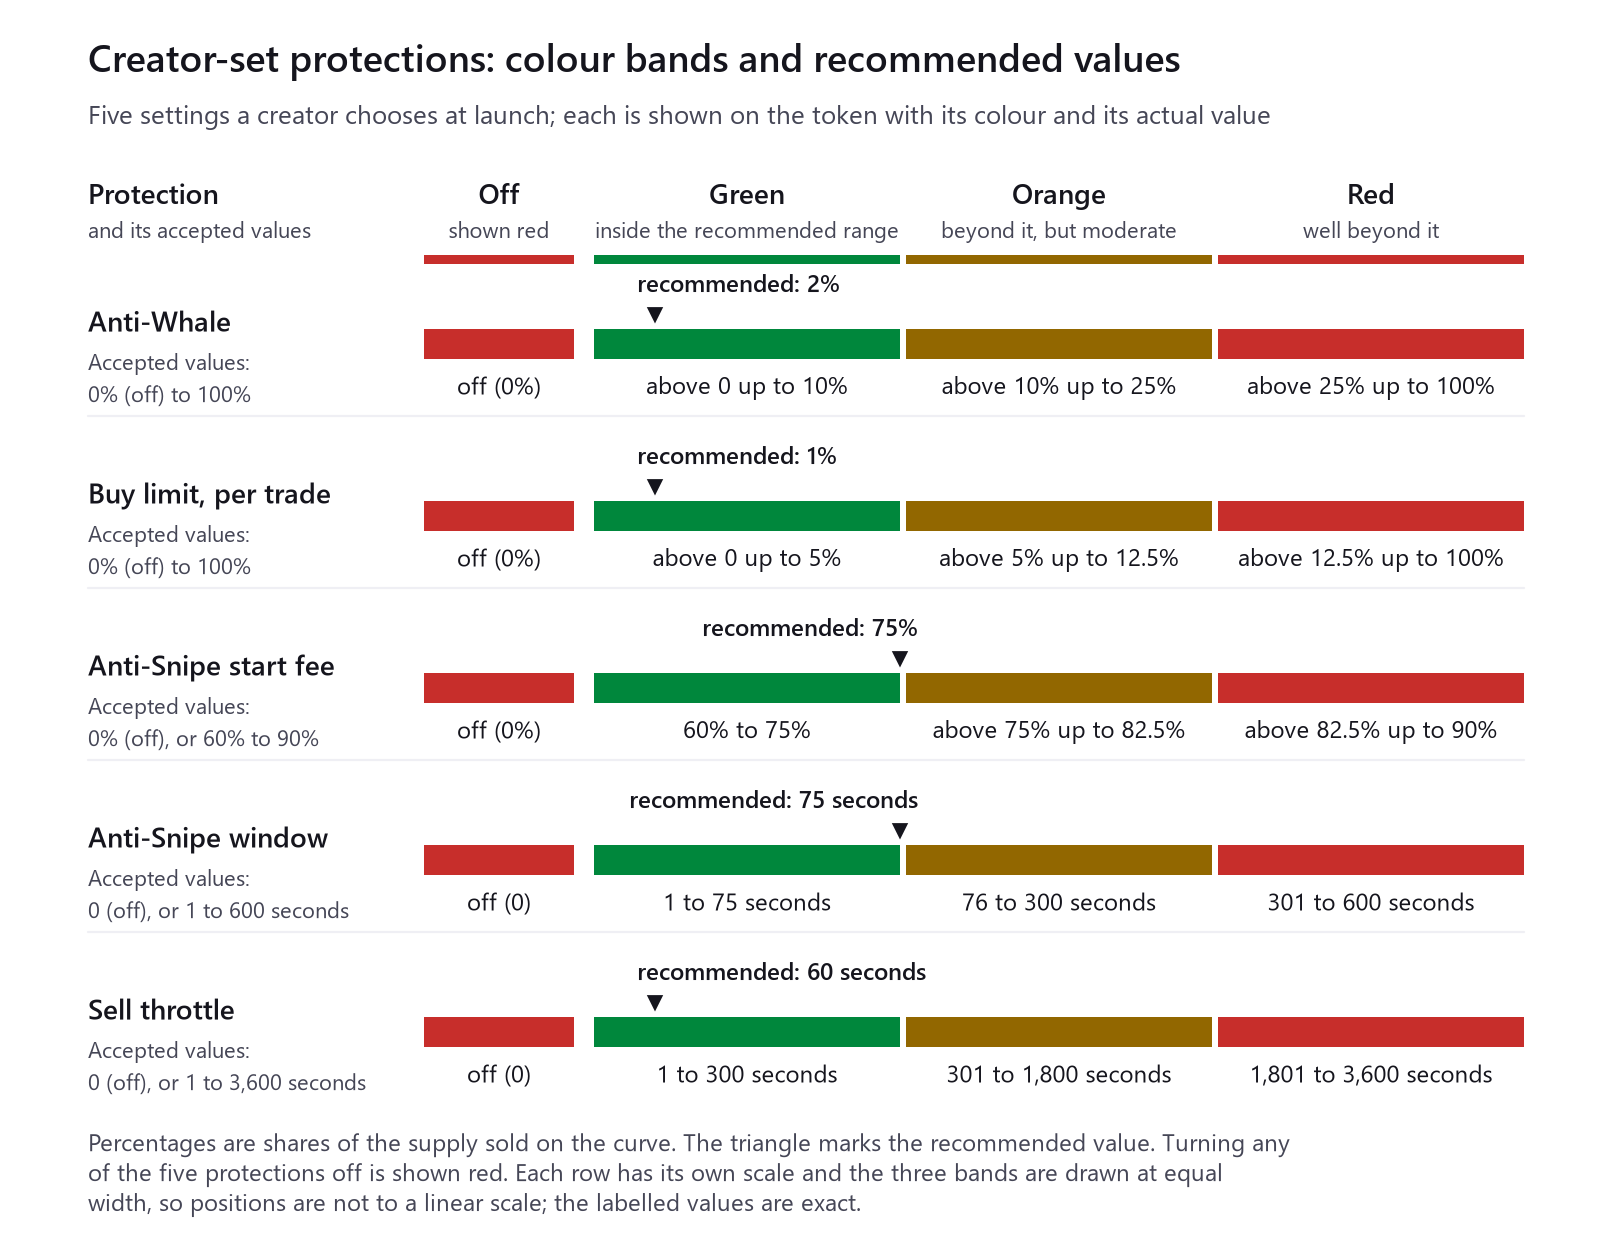 Creator-set protections: colour bands and recommended values
Five settings a creator chooses at launch; each is shown on the token with its colour and its actual value
Protection
and its accepted values
Off
shown red
Green
inside the recommended range
Orange
beyond it, but moderate
Red
well beyond it
recommended: 2%
Anti-Whale
Accepted values:
0% (off) to 100%
off (0%)
above 0 up to 10%
above 10% up to 25%
above 25% up to 100%
recommended: 1%
Buy limit, per trade
Accepted values:
0% (off) to 100%
off (0%)
above 0 up to 5%
above 5% up to 12.5%
above 12.5% up to 100%
recommended: 75%
Anti-Snipe start fee
Accepted values:
0% (off), or 60% to 90%
off (0%)
60% to 75%
above 75% up to 82.5%
above 82.5% up to 90%
recommended: 75 seconds
Anti-Snipe window
Accepted values:
0 (off), or 1 to 600 seconds
off (0)
1 to 75 seconds
76 to 300 seconds
301 to 600 seconds
recommended: 60 seconds
Sell throttle
Accepted values:
0 (off), or 1 to 3,600 seconds
off (0)
1 to 300 seconds
301 to 1,800 seconds
1,801 to 3,600 seconds
Percentages are shares of the supply sold on the curve. The triangle marks the recommended value. Turning any
of the five protections off is shown red. Each row has its own scale and the three bands are drawn at equal
width, so positions are not to a linear scale; the labelled values are exact.